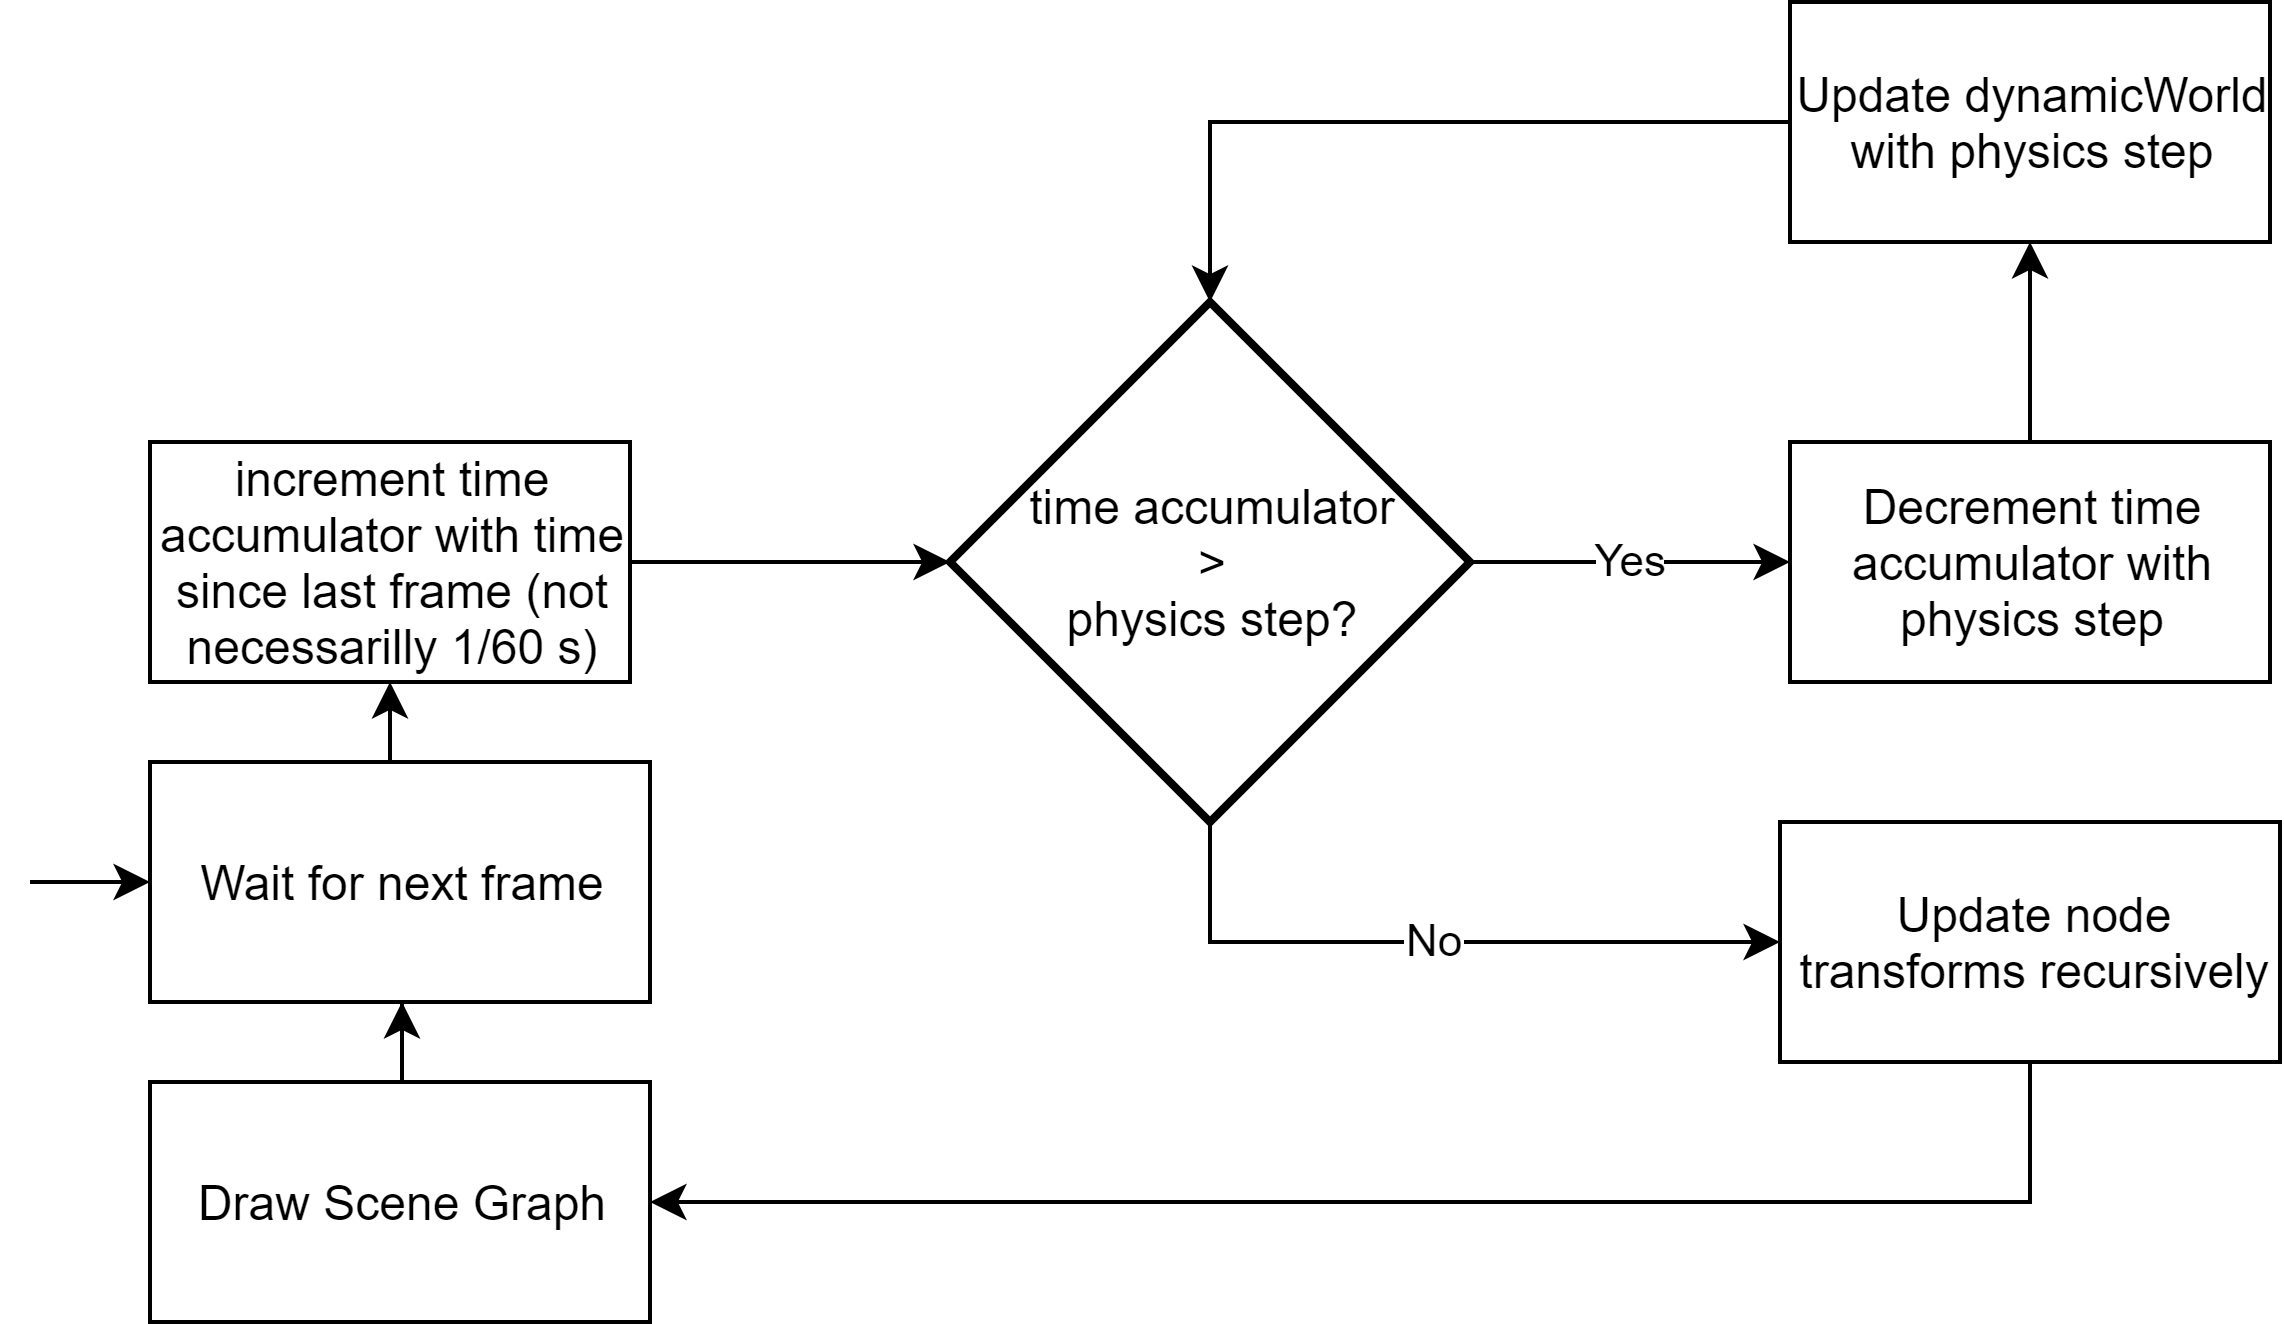 Update dynamicWorld
with physics step
increment time
accumulator with time
since last frame (not
necessarilly 1/60 s)
time accumulator
>
physics step?
Yes
Decrement time
accumulator with
physics step
Wait for next frame
No
Update node
transforms recursively
Draw Scene Graph